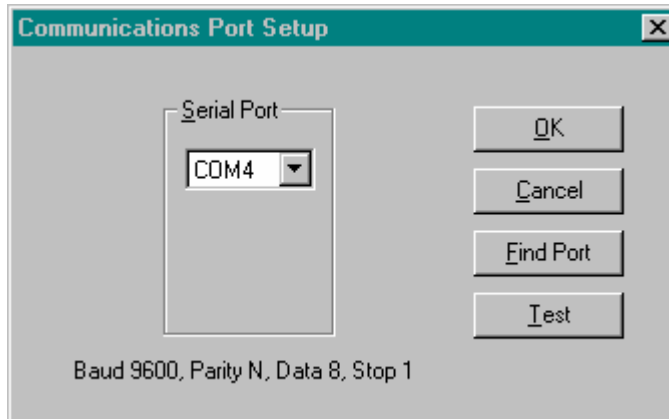 Communications Port Setup
Serial Port
COM4
OK
Cancel
Find Port
Test
Baud 9600, Parity N, Data 8, Stop 1